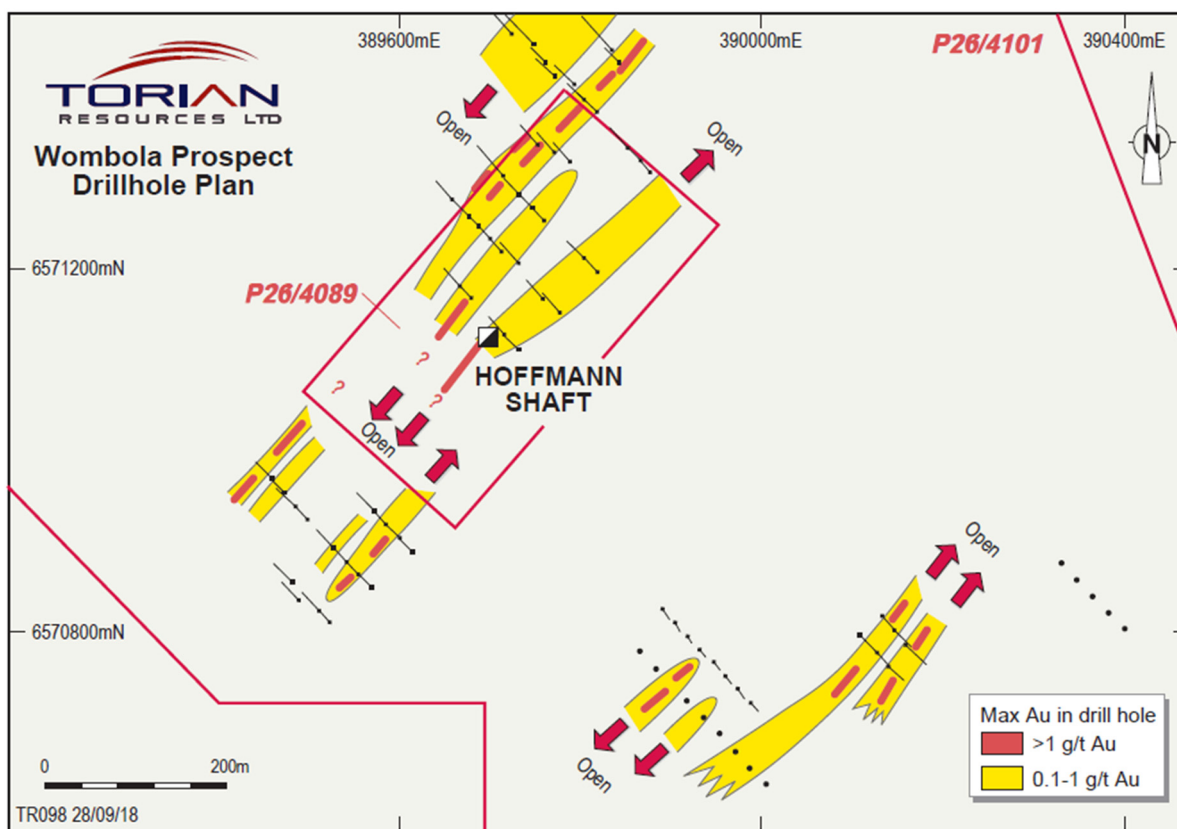 389600mE
390000mE
390400mE
P26/4101
TORIAN
RESOURCES LTD
Wombola Prospect
Drillhole Plan
Open
Open
N
6571200mN
P26/4089
?
?
?
HOFFMANN
SHAFT
Open
Open
6570800mN
Open
Max Au in drill hole
>1 g/t Au
0.1-1 g/t Au
0
200m
TR098 28/09/18